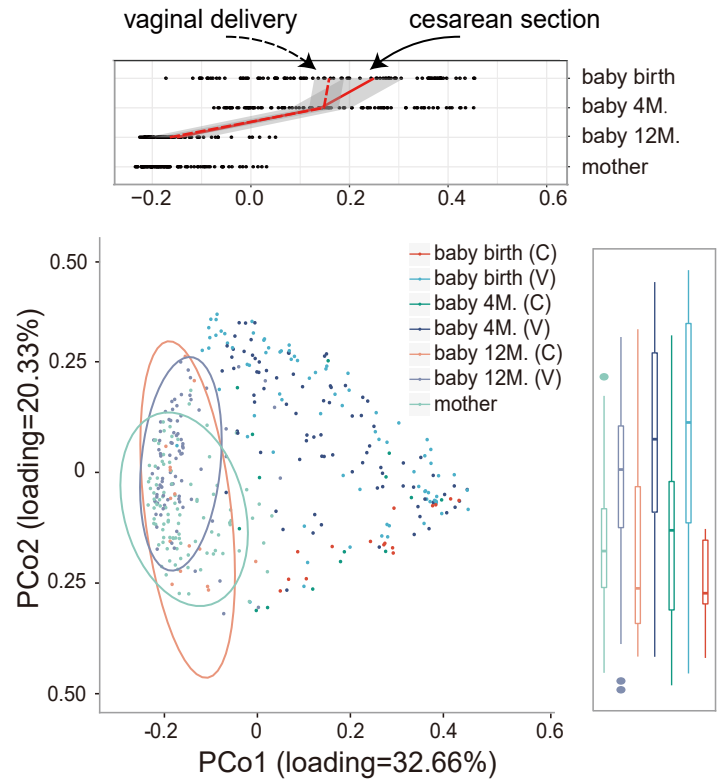 vaginal delivery
cesarean section
baby birth
baby 4M.
baby 12M.
mother
−0.2 0.0 0.2 0.4 0.6
0.50
0.25
0
0.25
0.50
PCo2 (loading=20.33%)
baby birth (C)
baby birth (V)
baby 4M. (C)
baby 4M. (V)
baby 12M. (C)
baby 12M. (V)
mother
-0.2 0 0.2 0.4 0.6
PCo1 (loading=32.66%)